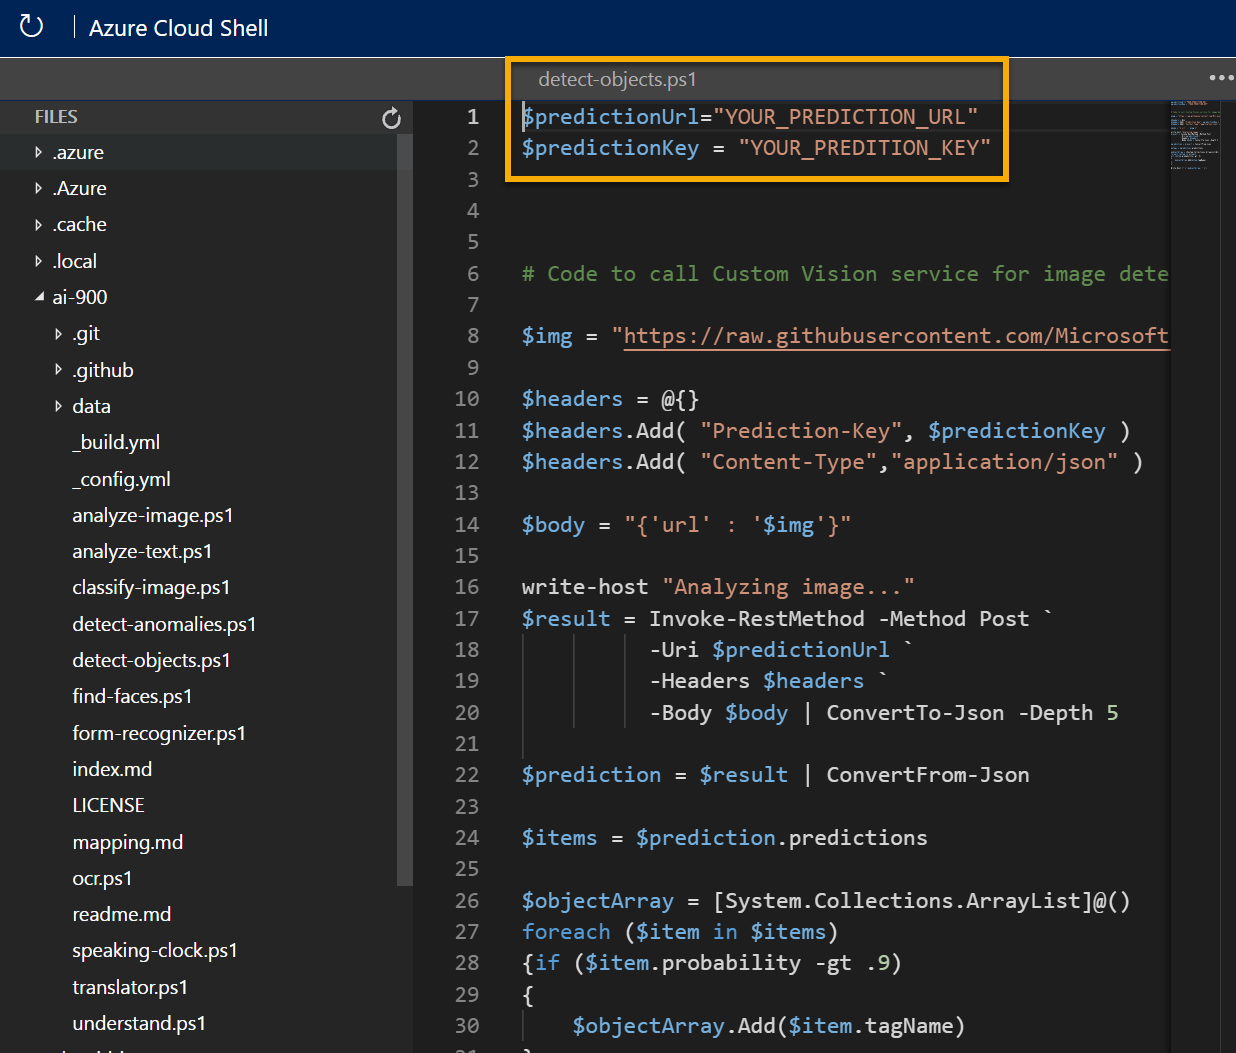 Azure Cloud Shell
detect-objects.ps1
FILES
.azure
.Azure
.cache
.local
ai-900
.git
.github
data
_build.yml
_config.yml
analyze-image.ps1
analyze-text.ps1
classify-image.ps1
detect-anomalies.ps1
detect-objects.ps1
find-faces.ps1
form-recognizer.ps1
index.md
LICENSE
mapping.md
ocr.ps1
readme.md
speaking-clock.ps1
translator.ps1
understand.ps1
1 $predictionUrl="YOUR_PREDICTION_URL"
2 $predictionKey = "YOUR_PREDITION_KEY"
3
4
5
6 # Code to call Custom Vision service for image dete
7
8 $img = "https://raw.githubusercontent.com/Microsoft
9
10 $headers = @{}
11 $headers.Add( "Prediction-Key", $predictionKey )
12 $headers.Add( "Content-Type","application/json" )
13
14 $body = "{'url' : '$img'}"
15
16 write-host "Analyzing image..."
17 $result = Invoke-RestMethod -Method Post `
18 -Uri $predictionUrl `
19 -Headers $headers `
20 -Body $body | ConvertTo-Json -Depth 5
21
22 $prediction = $result | ConvertFrom-Json
23
24 $items = $prediction.predictions
25
26 $objectArray = [System.Collections.ArrayList]@()
27 foreach ($item in $items)
28 {if ($item.probability -gt .9)
29 {
30 $objectArray.Add($item.tagName)